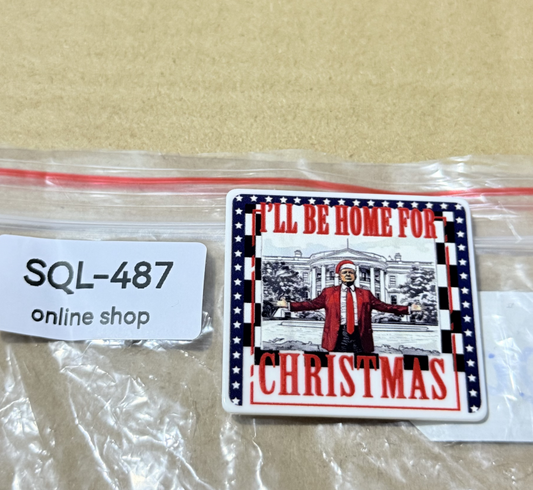 I'LL BE HOME FOR
CHRISTMAS
SQL-487
online shop